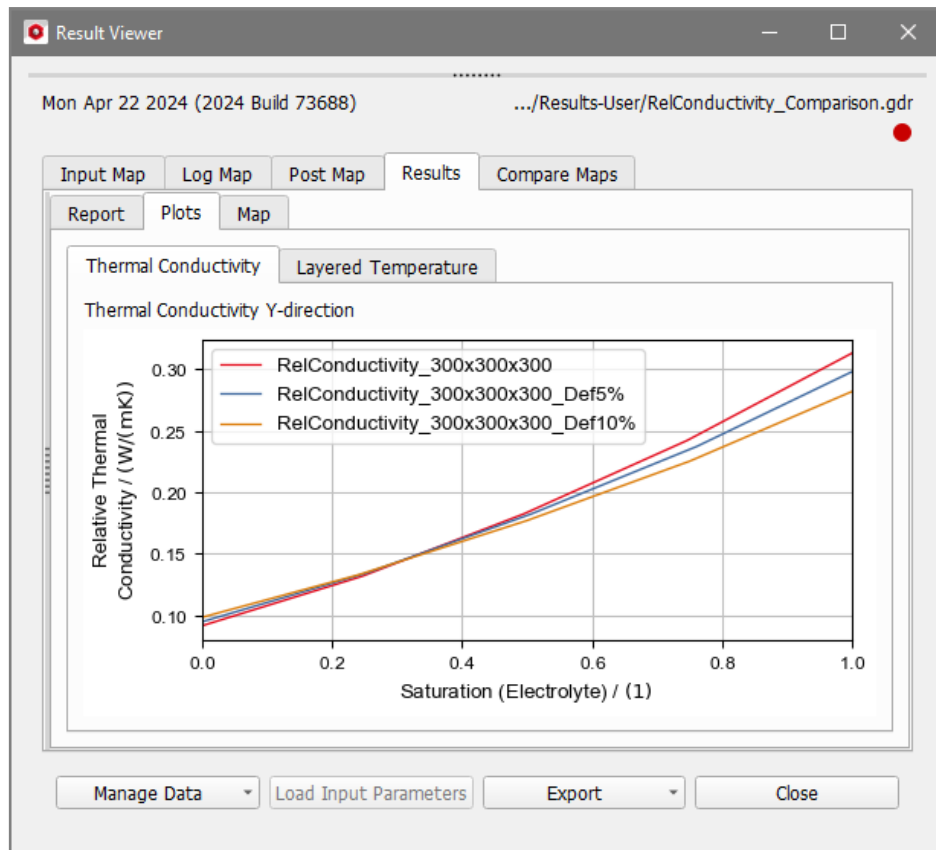 Result Viewer
Mon Apr 22 2024 (2024 Build 73688) .../Results-User/RelConductivity_Comparison.gdr
Input Map Log Map Post Map Results Compare Maps
Report Plots Map
Thermal Conductivity Layered Temperature
Thermal Conductivity Y-direction
RelConductivity_300x300x300
RelConductivity_300x300x300_Def5%
RelConductivity_300x300x300_Def10%
Relative Thermal
Conductivity / (W/(mK))
0.30
0.25
0.20
0.15
0.10
0.0 0.2 0.4 0.6 0.8 1.0
Saturation (Electrolyte) / (1)
Manage Data Load Input Parameters Export Close